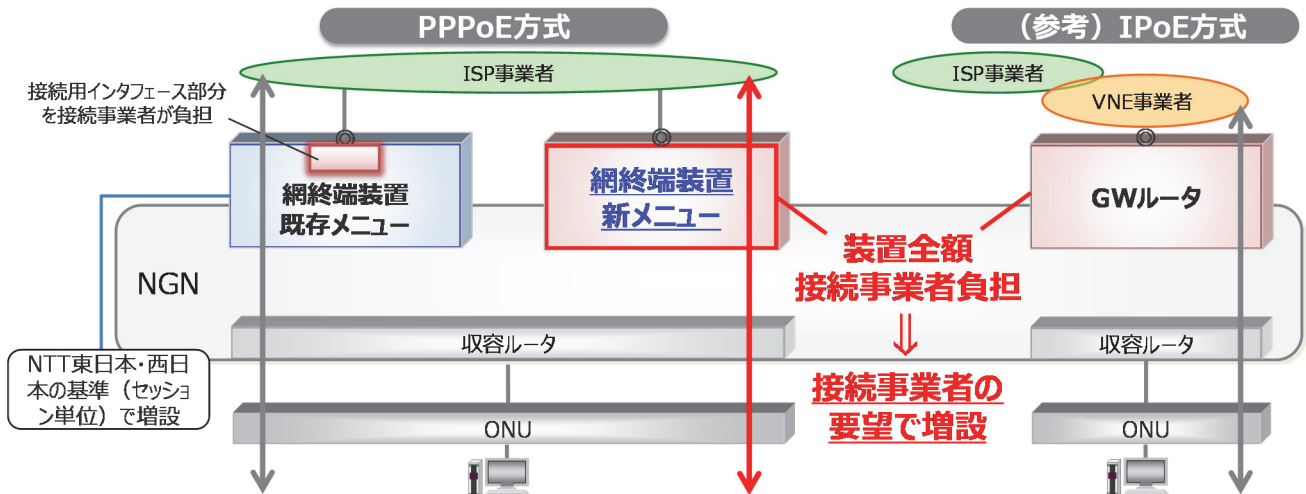 PPPoE方式
（参考）IPoE方式
ISP事業者
ISP事業者
VNE事業者
接続用インタフェース部分
を接続事業者が負担
網終端装置
既存メニュー
網終端装置
新メニュー
GWルータ
NGN
装置全額
接続事業者負担
⇓
収容ルータ
収容ルータ
NTT東日本・西日
本の基準（セッショ
ン単位）で増設
接続事業者の
要望で増設
ONU
ONU